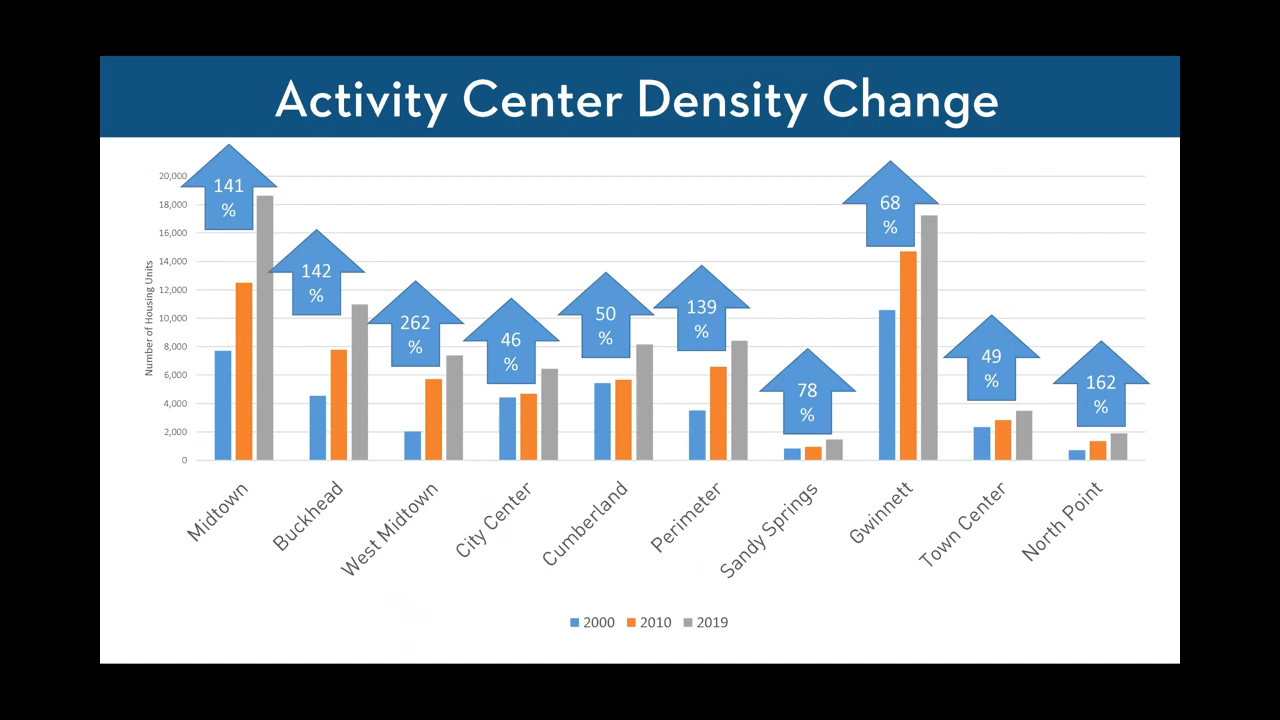 Activity Center Density Change
Number of Housing Units
20,000
18,000
16,000
14,000
12,000
10,000
8,000
6,000
4,000
2,000
0
141
%
142
%
262
%
46
%
50
%
139
%
78
%
68
%
49
%
162
%
Midtown
Buckhead
West Midtown
City Center
Cumberland
Perimeter
Sandy Springs
Gwinnett
Town Center
North Point
2000 2010 2019